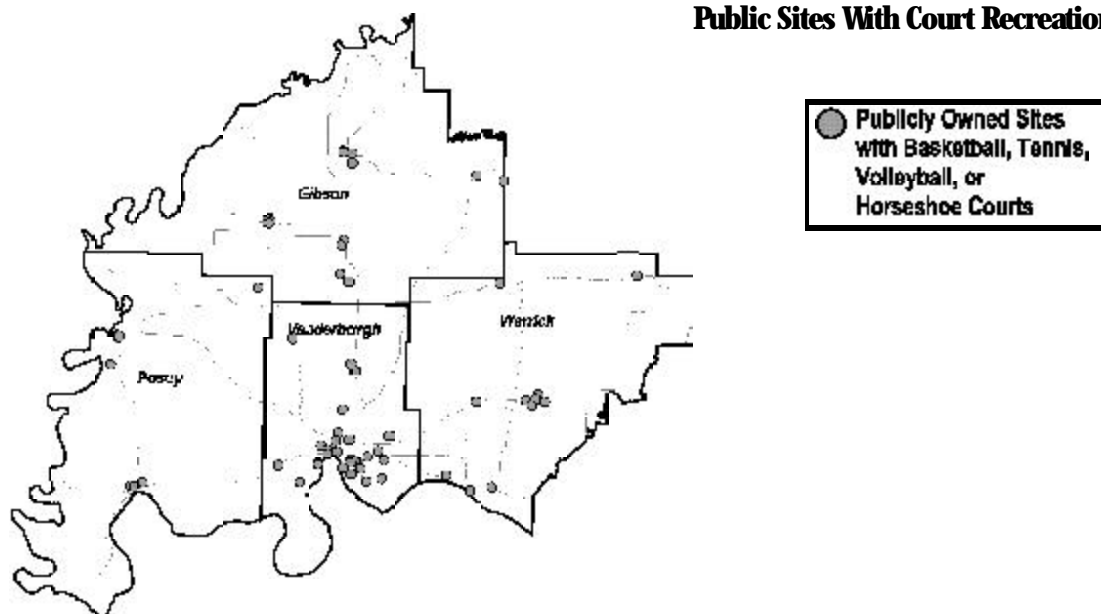 Public Sites With Court Recreation
Publicly Owned Sites
with Basketball, Tennis,
Volleyball, or
Horseshoe Courts
Gibson
Vanderburgh
Warrick
Posey